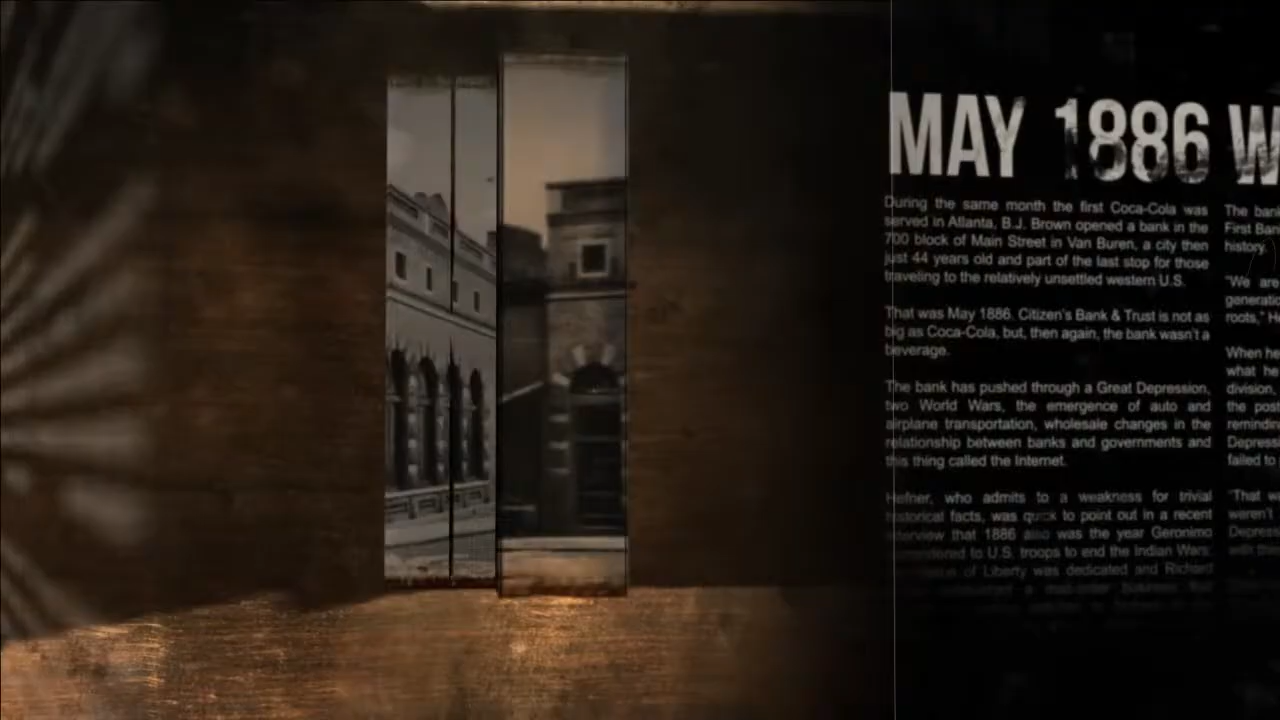 MAY 1886 W
During the same month the first Coca-Cola was
served in Atlanta, B.J. Brown opened a bank in the
700 block of Main Street in Van Buren, a city then
just 44 years old and part of the last stop for those
traveling to the relatively unsettled western U.S.
That was May 1886. Citizen's Bank & Trust is not as
big as Coca-Cola, but, then again, the bank wasn't a
beverage.
The bank has pushed through a Great Depression,
two World Wars, the emergence of auto and
airplane transportation, wholesale changes in the
relationship between banks and governments and
this thing called the Internet.
Hefner, who admits to a weakness for trivial
historical facts, was quick to point out in a recent
interview that 1886 also was the year Geronimo
to U.S. troops to end the Indian Wars,
of Liberty was dedicated and Richard
The ban
First Ban
history.
"We are
generatio
roots," He
When he
what he
division,
the post
remindin
Depress
failed to
"That w
weren't
Depress
with the